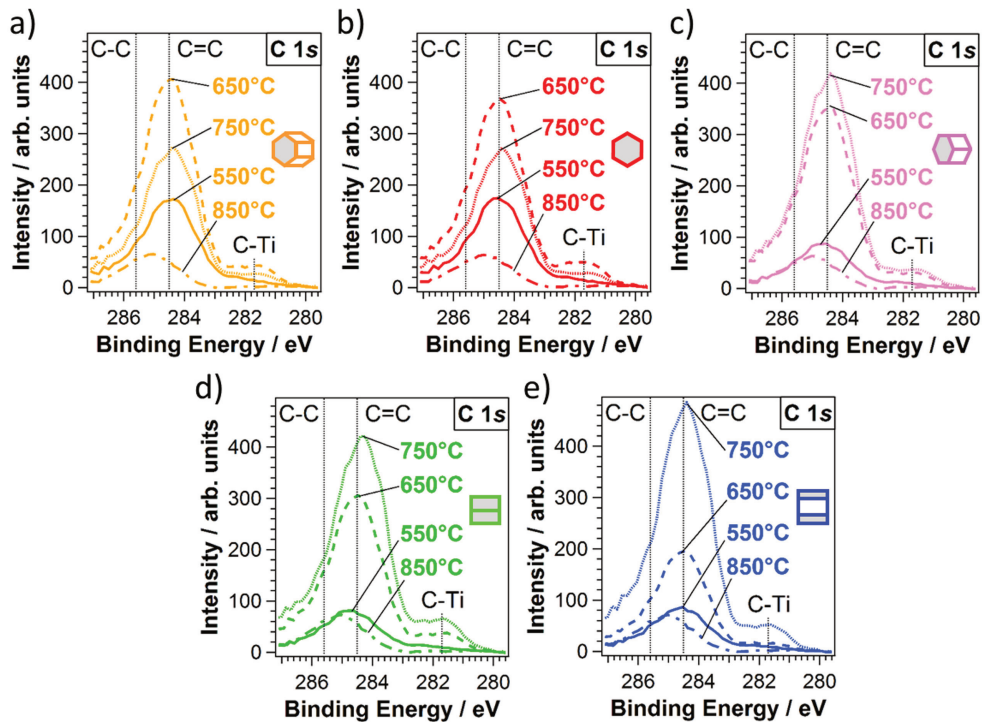 a)
C-C
C=C
C 1s
650°C
750°C
550°C
850°C
C-Ti
400
300
200
100
0
286
284
282
280
Intensity / arb. units
Binding Energy / eV
b)
C-C
C=C
C 1s
650°C
750°C
550°C
850°C
C-Ti
400
300
200
100
0
286
284
282
280
Intensity / arb. units
Binding Energy / eV
c)
C-C
C=C
C 1s
750°C
650°C
550°C
850°C
C-Ti
400
300
200
100
0
286
284
282
280
Intensity / arb. units
Binding Energy / eV
d)
C-C
C=C
C 1s
750°C
650°C
550°C
850°C
C-Ti
400
300
200
100
0
286
284
282
280
Intensity / arb. units
Binding Energy / eV
e)
C-C
C=C
C 1s
750°C
650°C
550°C
850°C
C-Ti
400
300
200
100
0
286
284
282
280
Intensity / arb. units
Binding Energy / eV